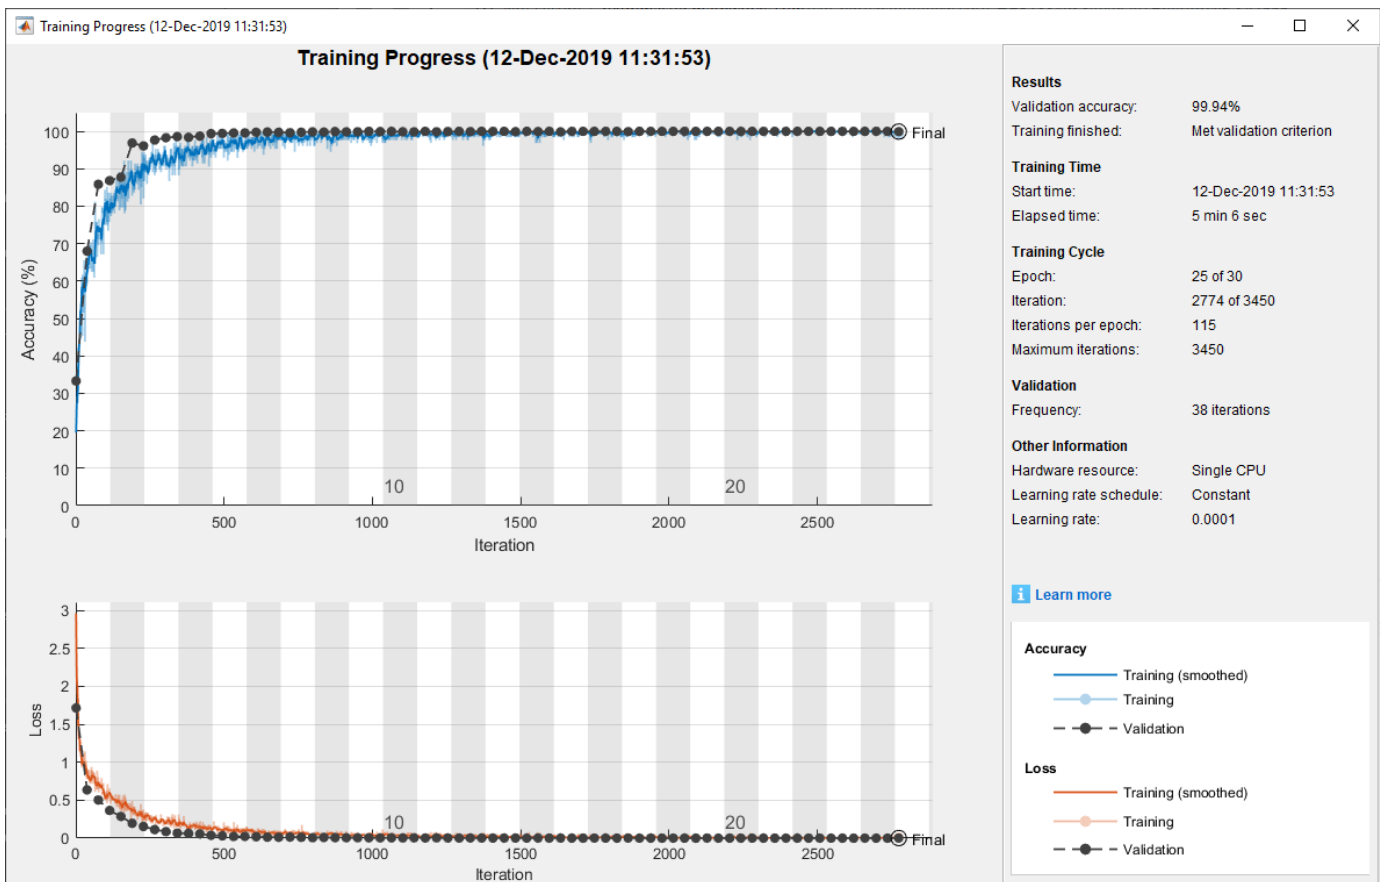 Training Progress (12-Dec-2019 11:31:53)
Training Progress (12-Dec-2019 11:31:53)
Accuracy (%)
100
90
80
70
60
50
40
30
20
10
0
10
20
Final
0 500 1000 1500 2000 2500
Iteration
Loss
3
2.5
2
1.5
1
0.5
0
10
20
Final
0 500 1000 1500 2000 2500
Iteration
Results
Validation accuracy: 99.94%
Training finished: Met validation criterion
Training Time
Start time: 12-Dec-2019 11:31:53
Elapsed time: 5 min 6 sec
Training Cycle
Epoch: 25 of 30
Iteration: 2774 of 3450
Iterations per epoch: 115
Maximum iterations: 3450
Validation
Frequency: 38 iterations
Other Information
Hardware resource: Single CPU
Learning rate schedule: Constant
Learning rate: 0.0001
i Learn more
Accuracy
Training (smoothed)
Training
Validation
Loss
Training (smoothed)
Training
Validation